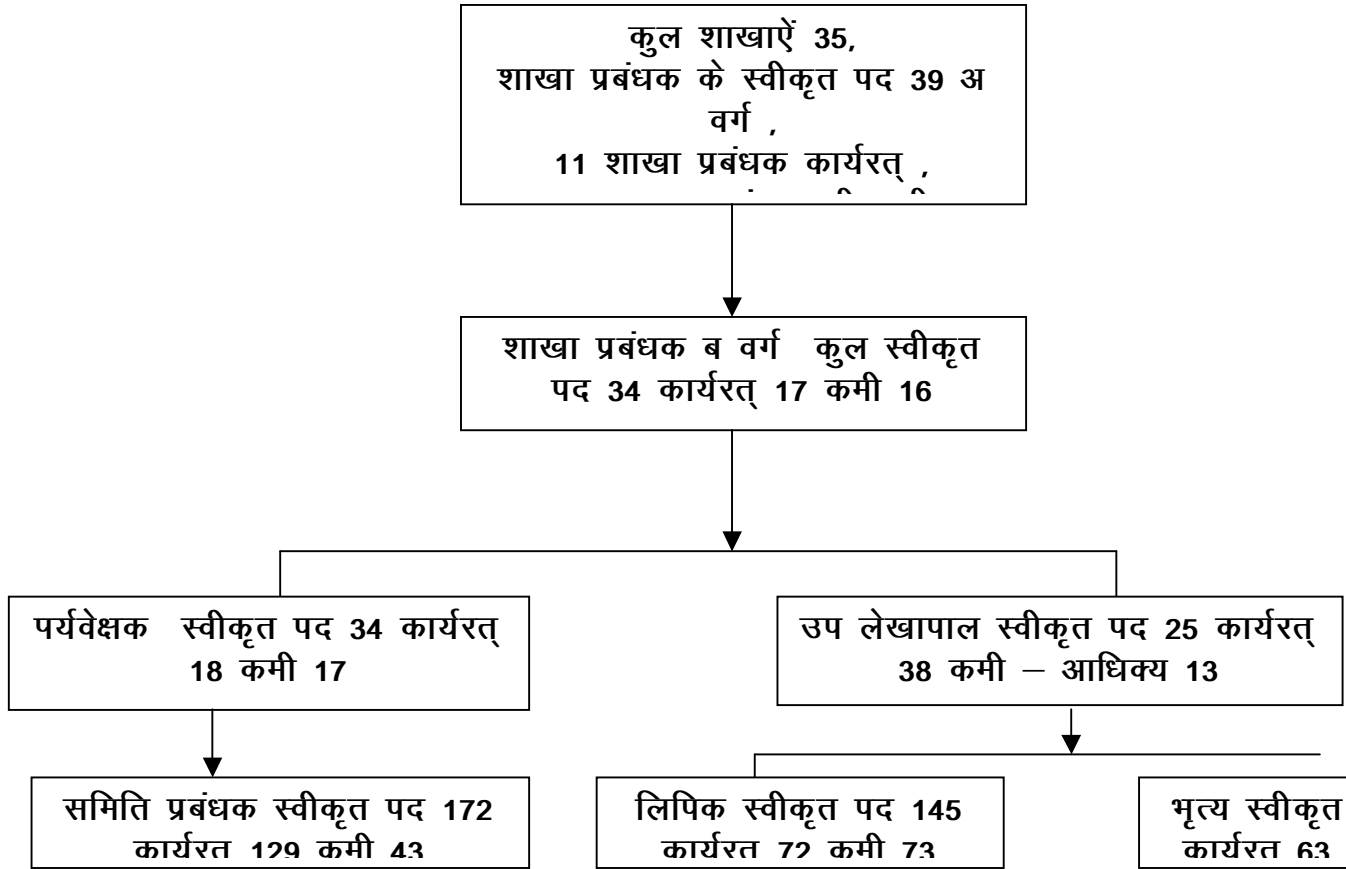 कुल शाखाऐं 35,
शाखा प्रबंधक के स्वीकृत पद 39 अ
वर्ग ,
11 शाखा प्रबंधक कार्यरत् ,
शाखा प्रबंधक ब वर्ग कुल स्वीकृत
पद 34 कार्यरत् 17 कमी 16
पर्यवेक्षक स्वीकृत पद 34 कार्यरत्
18 कमी 17
उप लेखापाल स्वीकृत पद 25 कार्यरत्
38 कमी – आधिक्य 13
समिति प्रबंधक स्वीकृत पद 172
कार्यरत 129 कमी 43
लिपिक स्वीकृत पद 145
कार्यरत 72 कमी 73
भृत्य स्वीकृत
कार्यरत 63